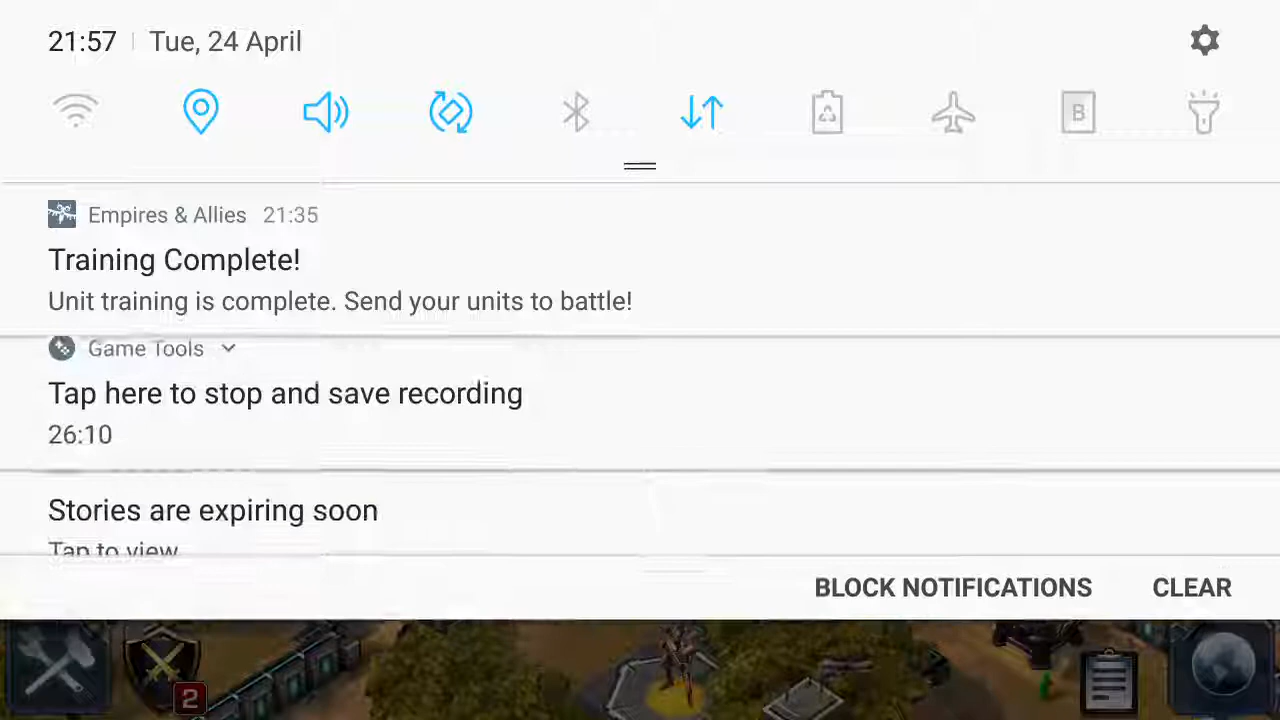 21:57 Tue, 24 April
B
Empires & Allies 21:35
Training Complete!
Unit training is complete. Send your units to battle!
Game Tools
Tap here to stop and save recording
26:10
Stories are expiring soon
Tap to view
BLOCK NOTIFICATIONS CLEAR
2